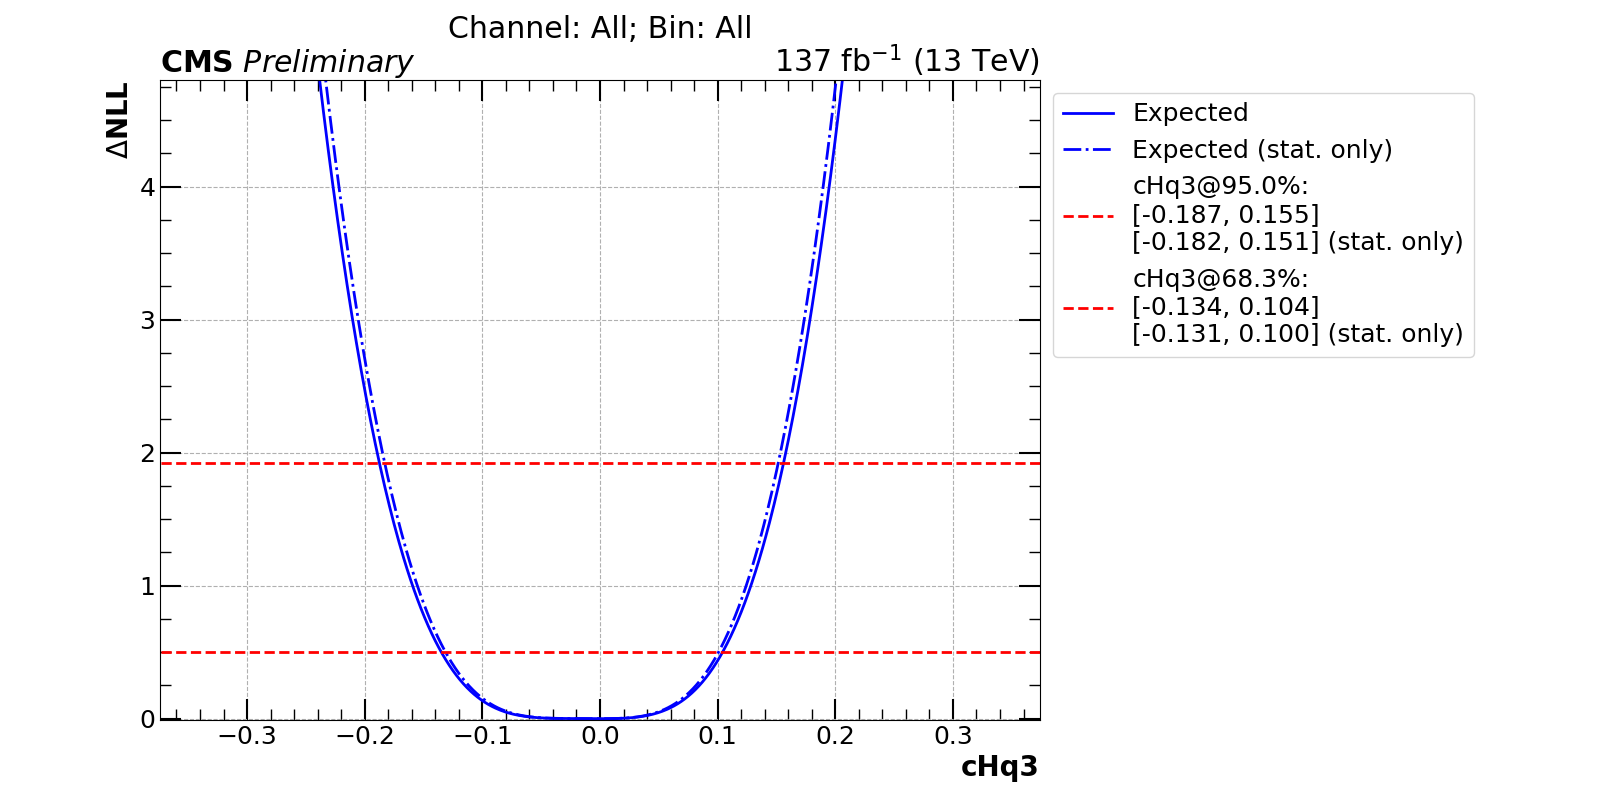 Channel: All; Bin: All
CMS Preliminary 137 fb⁻¹ (13 TeV)
ΔNLL
4
3
2
1
0
−0.3 −0.2 −0.1 0.0 0.1 0.2 0.3
cHq3
Expected
Expected (stat. only)
cHq3@95.0%:
[-0.187, 0.155]
[-0.182, 0.151] (stat. only)
cHq3@68.3%:
[-0.134, 0.104]
[-0.131, 0.100] (stat. only)